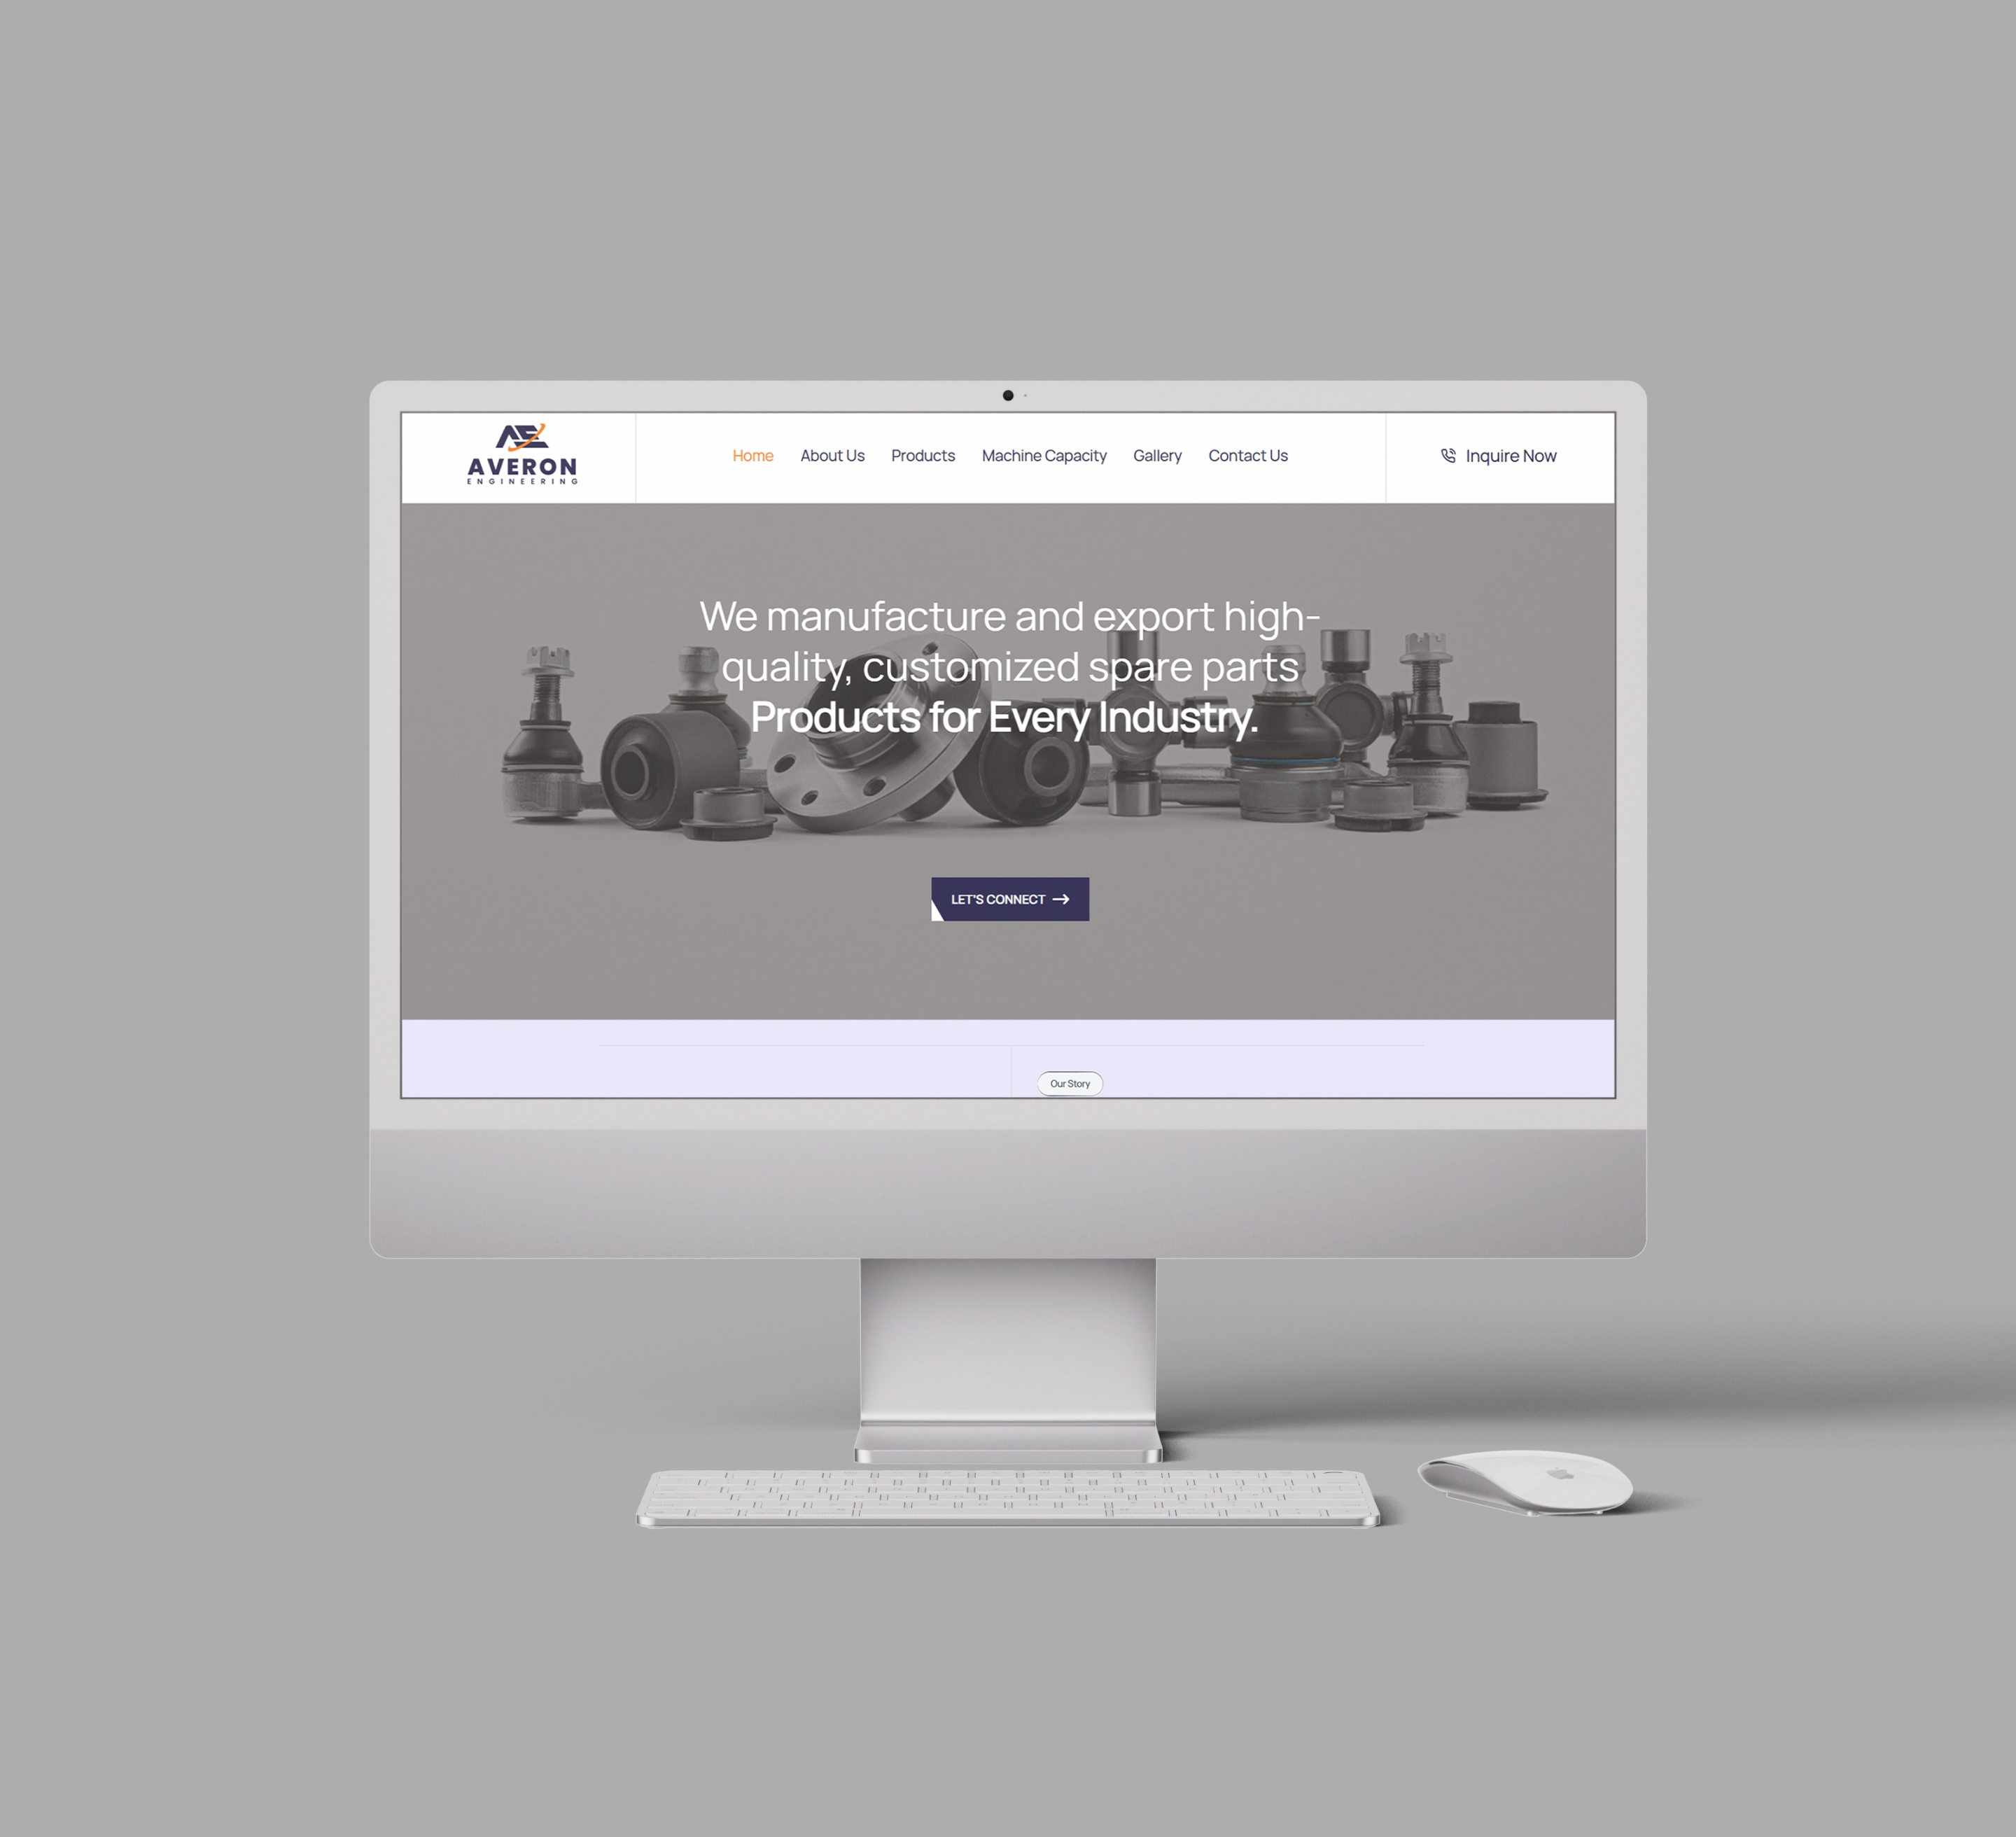 AVERON
ENGINEERING
Home About Us Products Machine Capacity Gallery Contact Us
Inquire Now
We manufacture and export high-
quality, customized spare parts
Products for Every Industry.
LET'S CONNECT
Our Story